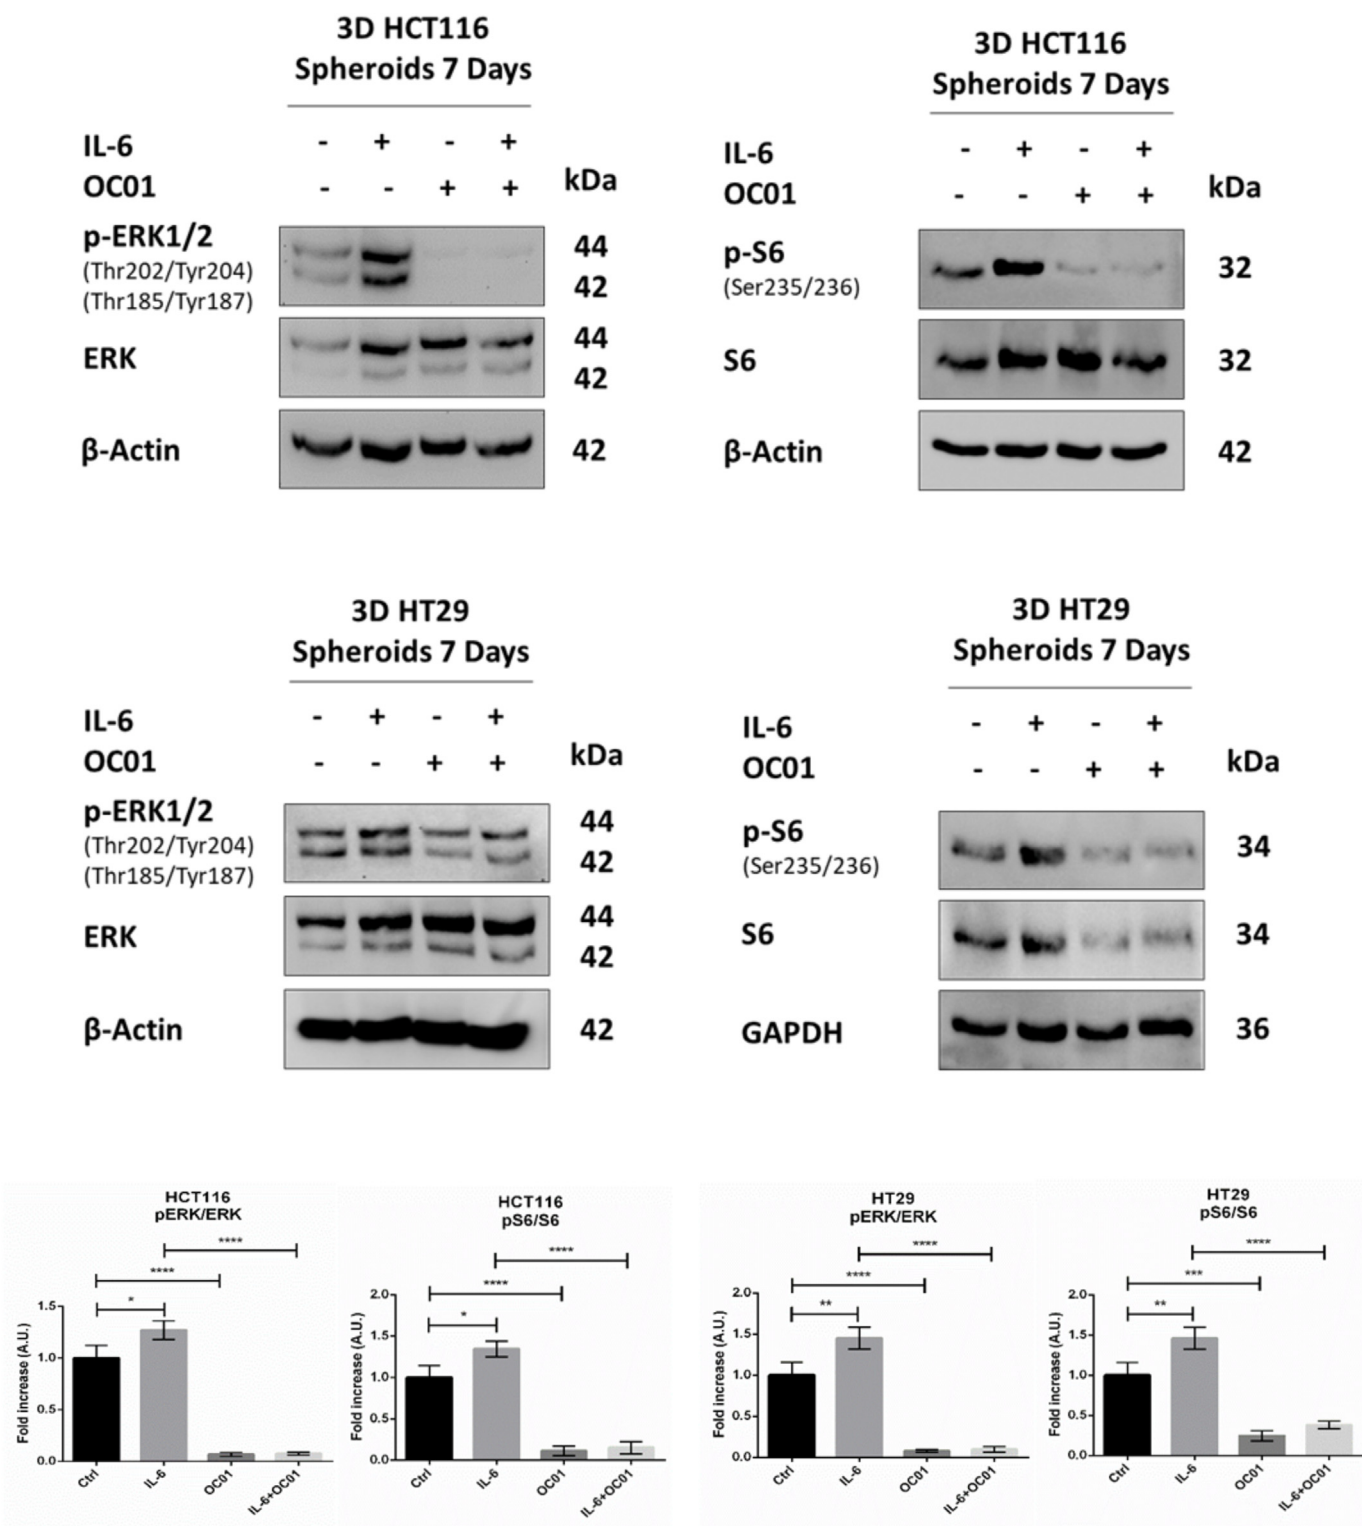 3D HCT116
Spheroids 7 Days
IL-6 - + - +
OC01 - - + +
kDa
p-ERK1/2
(Thr202/Tyr204)
(Thr185/Tyr187)
44
42
ERK
44
42
β-Actin
42
3D HCT116
Spheroids 7 Days
IL-6 - + - +
OC01 - - + +
kDa
p-S6
(Ser235/236)
32
S6
32
β-Actin
42
3D HT29
Spheroids 7 Days
IL-6 - + - +
OC01 - - + +
kDa
p-ERK1/2
(Thr202/Tyr204)
(Thr185/Tyr187)
44
42
ERK
44
42
β-Actin
42
3D HT29
Spheroids 7 Days
IL-6 - + - +
OC01 - - + +
kDa
p-S6
(Ser235/236)
34
S6
34
GAPDH
36
HCT116
pERK/ERK
****
****
*
Fold increase (A.U.)
1.5
1.0
0.5
0.0
Ctrl
IL-6
OC01
IL-6+OC01
HCT116
pS6/S6
****
****
*
Fold increase (A.U.)
2.0
1.5
1.0
0.5
0.0
Ctrl
IL-6
OC01
IL-6+OC01
HT29
pERK/ERK
****
****
**
Fold increase (A.U.)
2.0
1.5
1.0
0.5
0.0
Ctrl
IL-6
OC01
IL-6+OC01
HT29
pS6/S6
****
***
**
Fold increase (A.U.)
2.0
1.5
1.0
0.5
0.0
Ctrl
IL-6
OC01
IL-6+OC01